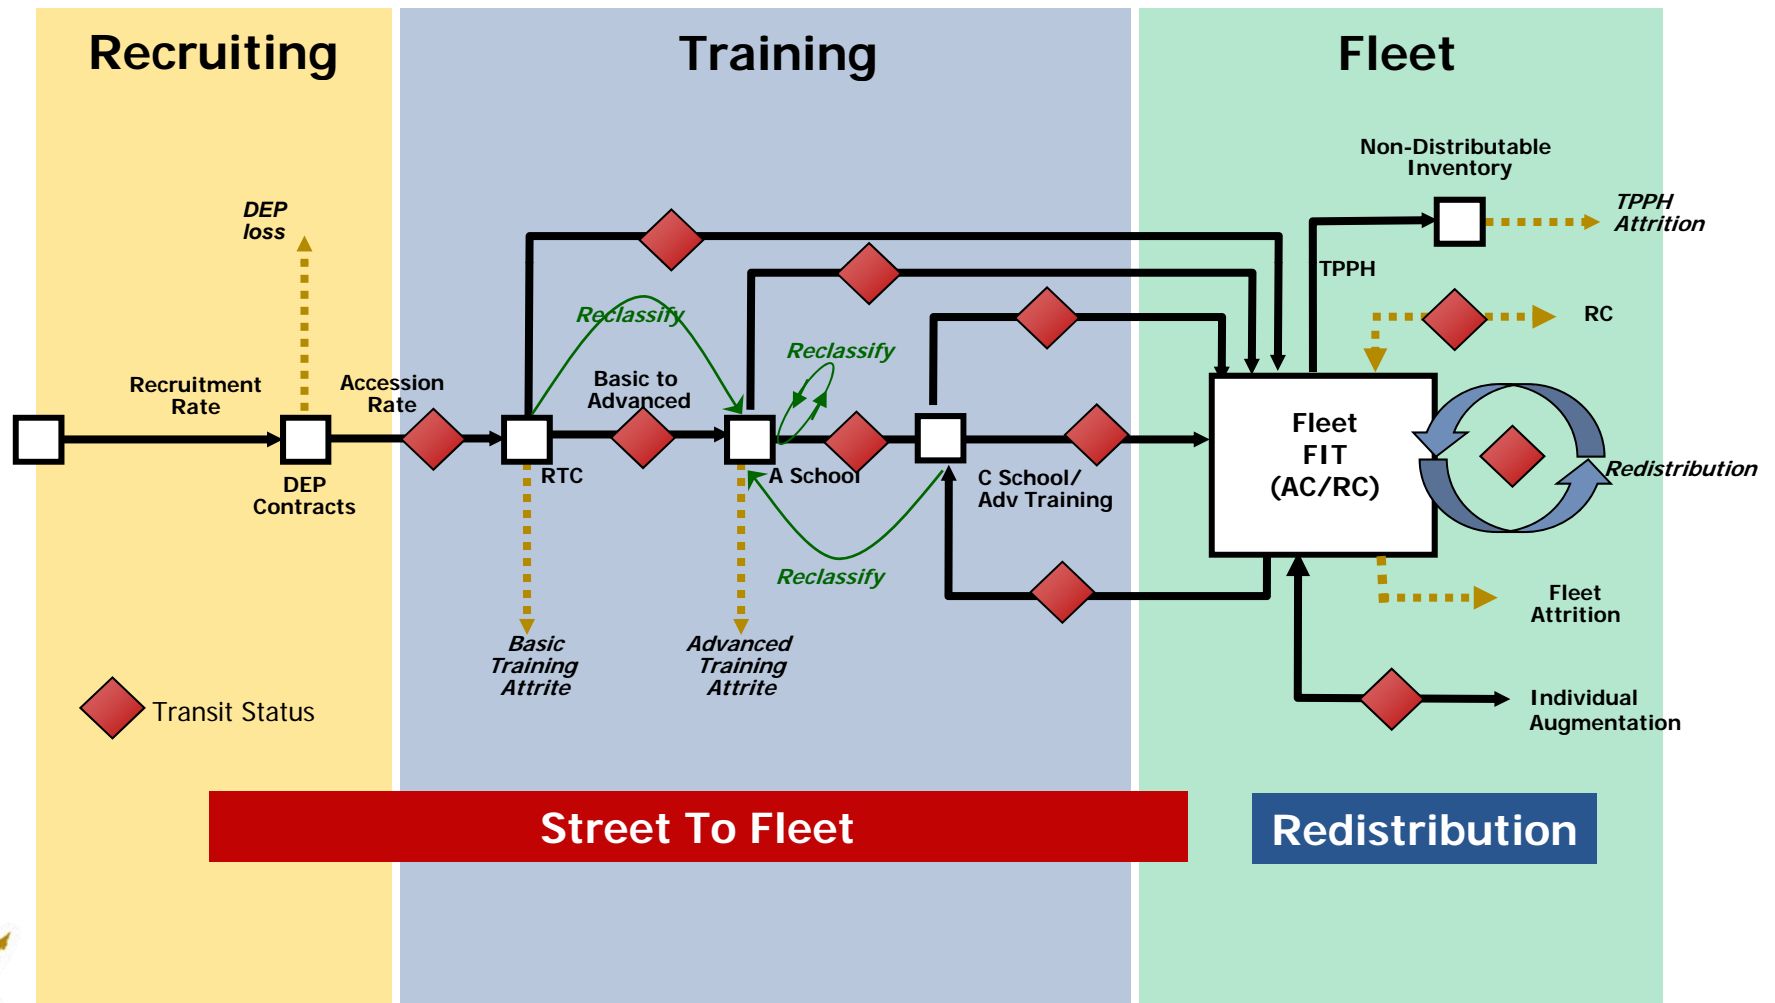 Recruiting
Training
Fleet
Non-Distributable
Inventory
DEP
loss
TPPH
Attrition
TPPH
Reclassify
RC
Reclassify
Recruitment
Rate
Accession
Rate
Basic to
Advanced
Fleet
FIT
(AC/RC)
Redistribution
DEP
Contracts
RTC
A School
C School/
Adv Training
Reclassify
Fleet
Attrition
Basic
Training
Attrite
Advanced
Training
Attrite
Transit Status
Individual
Augmentation
Street To Fleet
Redistribution